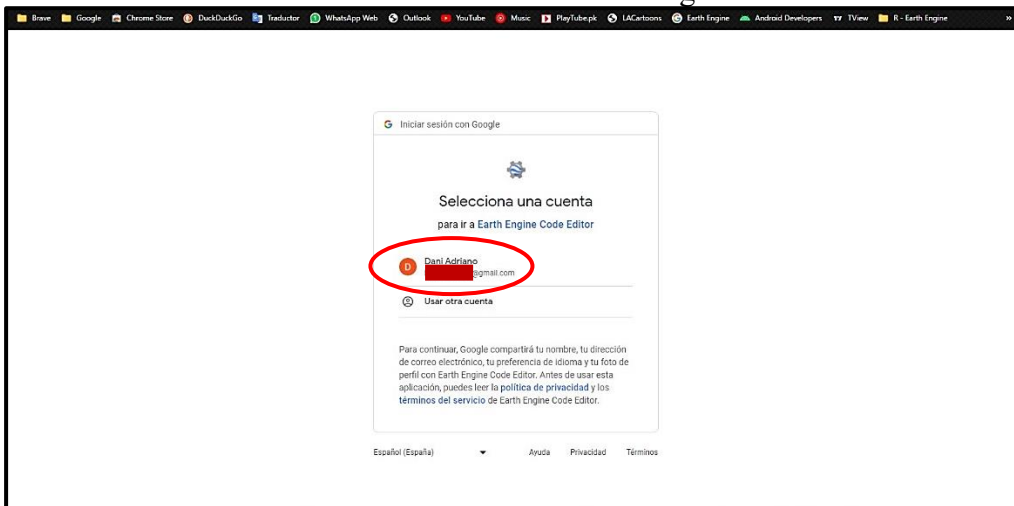 Brave Google Chrome Store DuckDuckGo Traductor WhatsApp Web Outlook YouTube Music PlayTube.pk LACartoons Earth Engine Android Developers TView R - Earth Engine »
G Iniciar sesión con Google
Selecciona una cuenta
para ir a Earth Engine Code Editor
D Dani Adriano
@gmail.com
Usar otra cuenta
Para continuar, Google compartirá tu nombre, tu dirección
de correo electrónico, tu preferencia de idioma y tu foto de
perfil con Earth Engine Code Editor. Antes de usar esta
aplicación, puedes leer la política de privacidad y los
términos del servicio de Earth Engine Code Editor.
Español (España) Ayuda Privacidad Términos